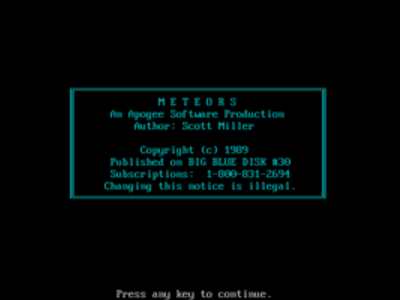 M E T E O R S
An Apogee Software Production
Author: Scott Miller
Copyright (c) 1989
Published on BIG BLUE DISK #30
Subscriptions: 1-800-831-2694
Changing this notice is illegal.
Press any key to continue.